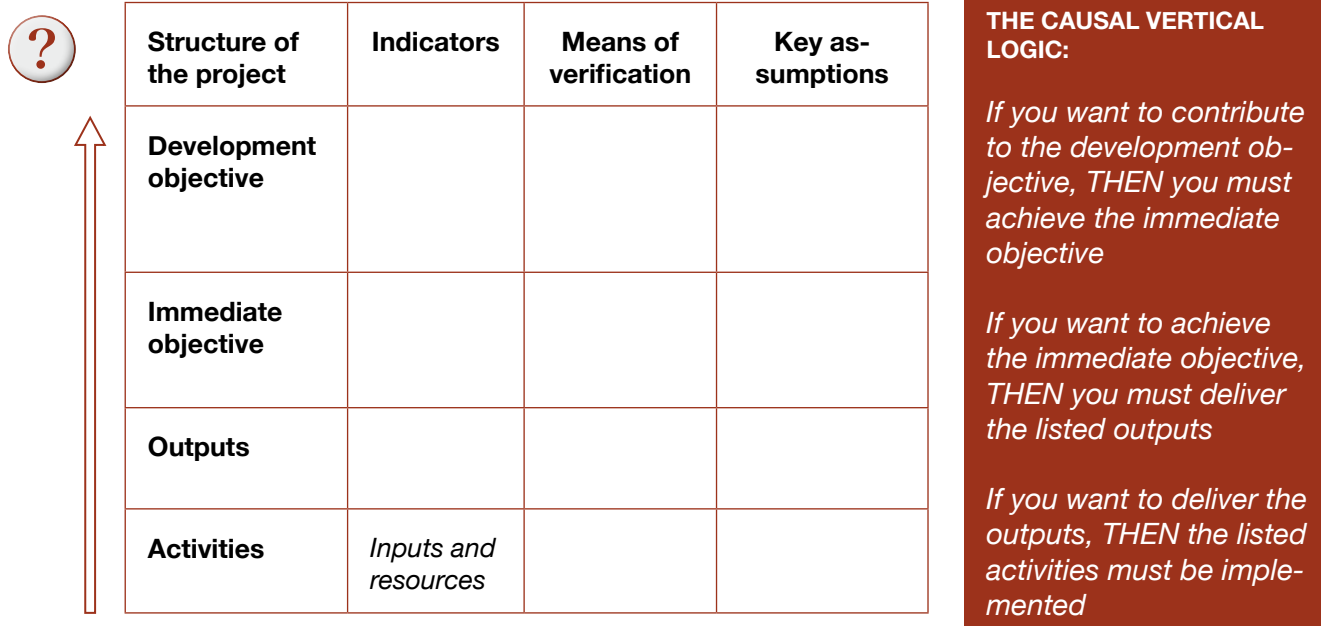 ?
Structure of
the project
Indicators
Means of
verification
Key as-
sumptions
Development
objective
Immediate
objective
Outputs
Activities
Inputs and
resources
THE CAUSAL VERTICAL
LOGIC:
If you want to contribute
to the development ob-
jective, THEN you must
achieve the immediate
objective
If you want to achieve
the immediate objective,
THEN you must deliver
the listed outputs
If you want to deliver the
outputs, THEN the listed
activities must be imple-
mented